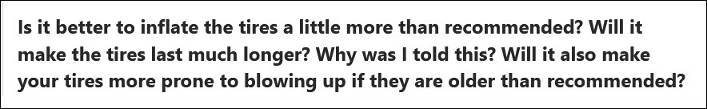 Is it better to inflate the tires a little more than recommended? Will it
make the tires last much longer? Why was I told this? Will it also make
your tires more prone to blowing up if they are older than recommended?